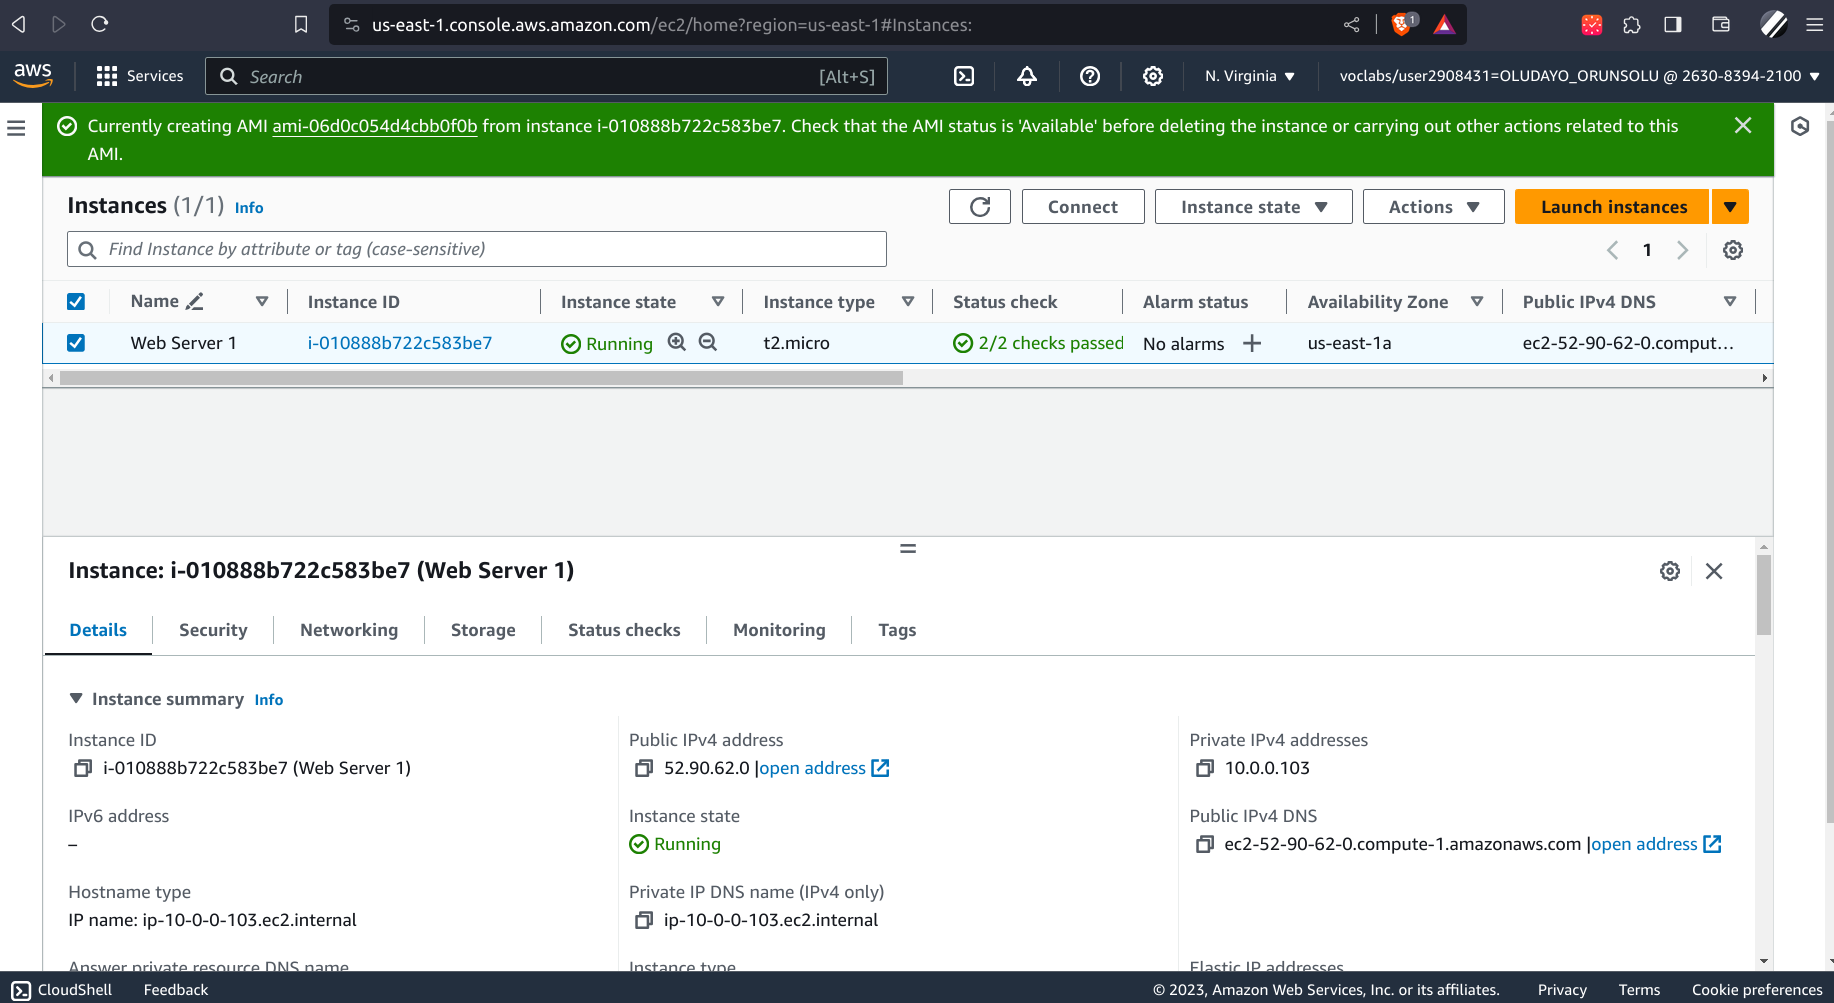 us-east-1.console.aws.amazon.com/ec2/home?region=us-east-1#Instances:
1
aws
Services
Search
[Alt+S]
N. Virginia
voclabs/user2908431=OLUDAYO_ORUNSOLU @ 2630-8394-2100
Currently creating AMI ami-06d0c054d4cbb0f0b from instance i-010888b722c583be7. Check that the AMI status is 'Available' before deleting the instance or carrying out other actions related to this
AMI.
Instances (1/1) Info
Connect
Instance state
Actions
Launch instances
Find Instance by attribute or tag (case-sensitive)
1
Name
Instance ID
Instance state
Instance type
Status check
Alarm status
Availability Zone
Public IPv4 DNS
Web Server 1
i-010888b722c583be7
Running
t2.micro
2/2 checks passed
No alarms
us-east-1a
ec2-52-90-62-0.comput…
Instance: i-010888b722c583be7 (Web Server 1)
Details
Security
Networking
Storage
Status checks
Monitoring
Tags
Instance summary Info
Instance ID
i-010888b722c583be7 (Web Server 1)
Public IPv4 address
52.90.62.0 |open address
Private IPv4 addresses
10.0.0.103
IPv6 address
–
Instance state
Running
Public IPv4 DNS
ec2-52-90-62-0.compute-1.amazonaws.com |open address
Hostname type
IP name: ip-10-0-0-103.ec2.internal
Private IP DNS name (IPv4 only)
ip-10-0-0-103.ec2.internal
Answer private resource DNS name
Instance type
Elastic IP addresses
CloudShell
Feedback
© 2023, Amazon Web Services, Inc. or its affiliates.
Privacy
Terms
Cookie preferences